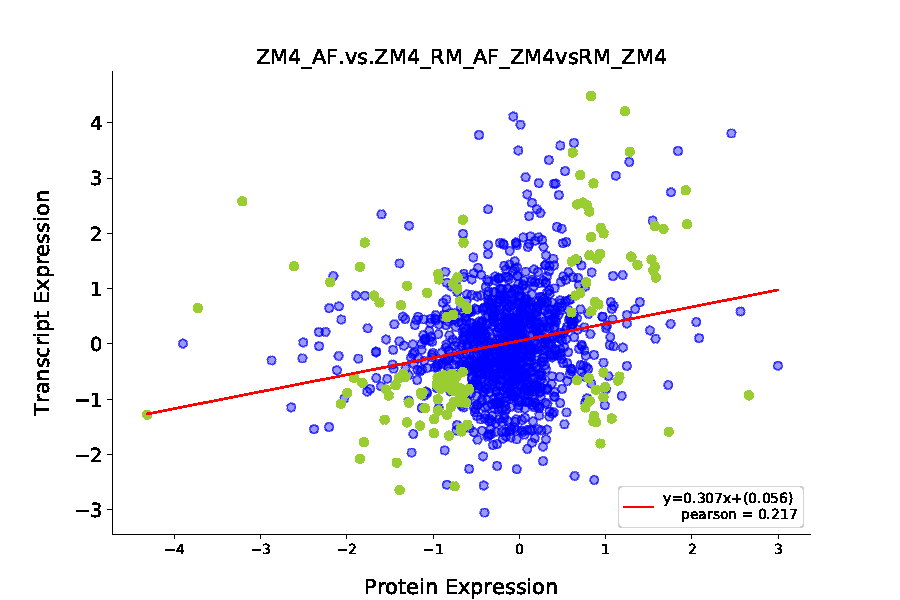 ZM4_AF.vs.ZM4_RM_AF_ZM4vsRM_ZM4
Transcript Expression
4
3
2
1
0
−1
−2
−3
y=0.307x+(0.056)
pearson = 0.217
−4 −3 −2 −1 0 1 2 3
Protein Expression